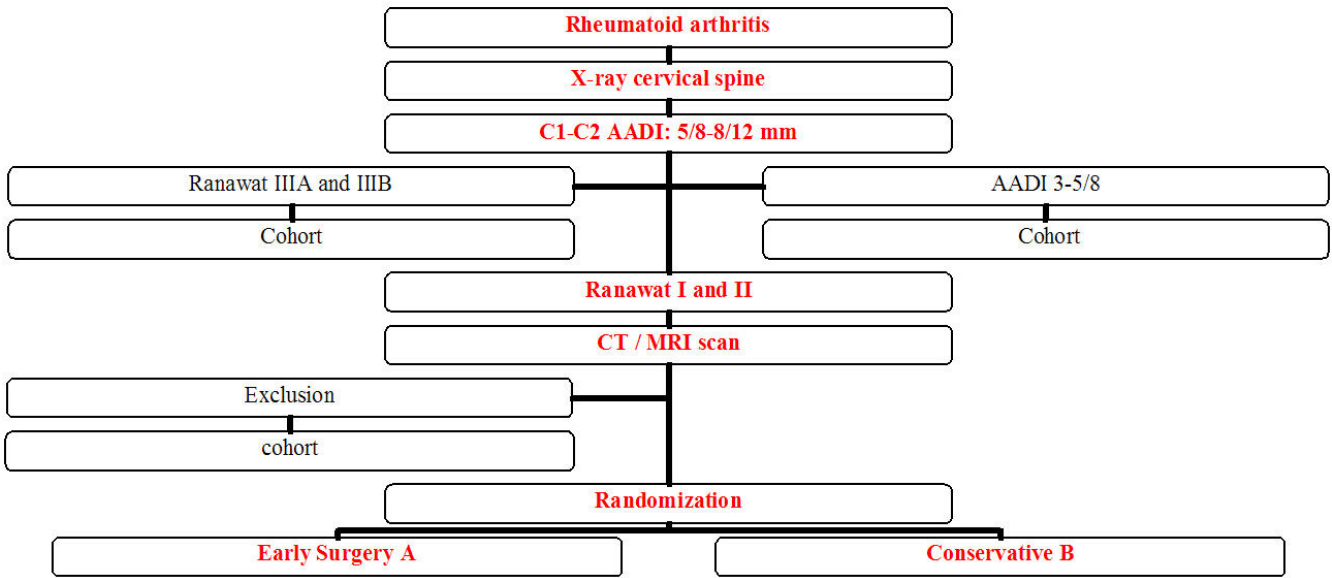 Rheumatoid arthritis
X-ray cervical spine
C1-C2 AADI: 5/8-8/12 mm
Ranawat IIIA and IIIB
AADI 3-5/8
Cohort
Cohort
Ranawat I and II
CT / MRI scan
Exclusion
cohort
Randomization
Early Surgery A
Conservative B